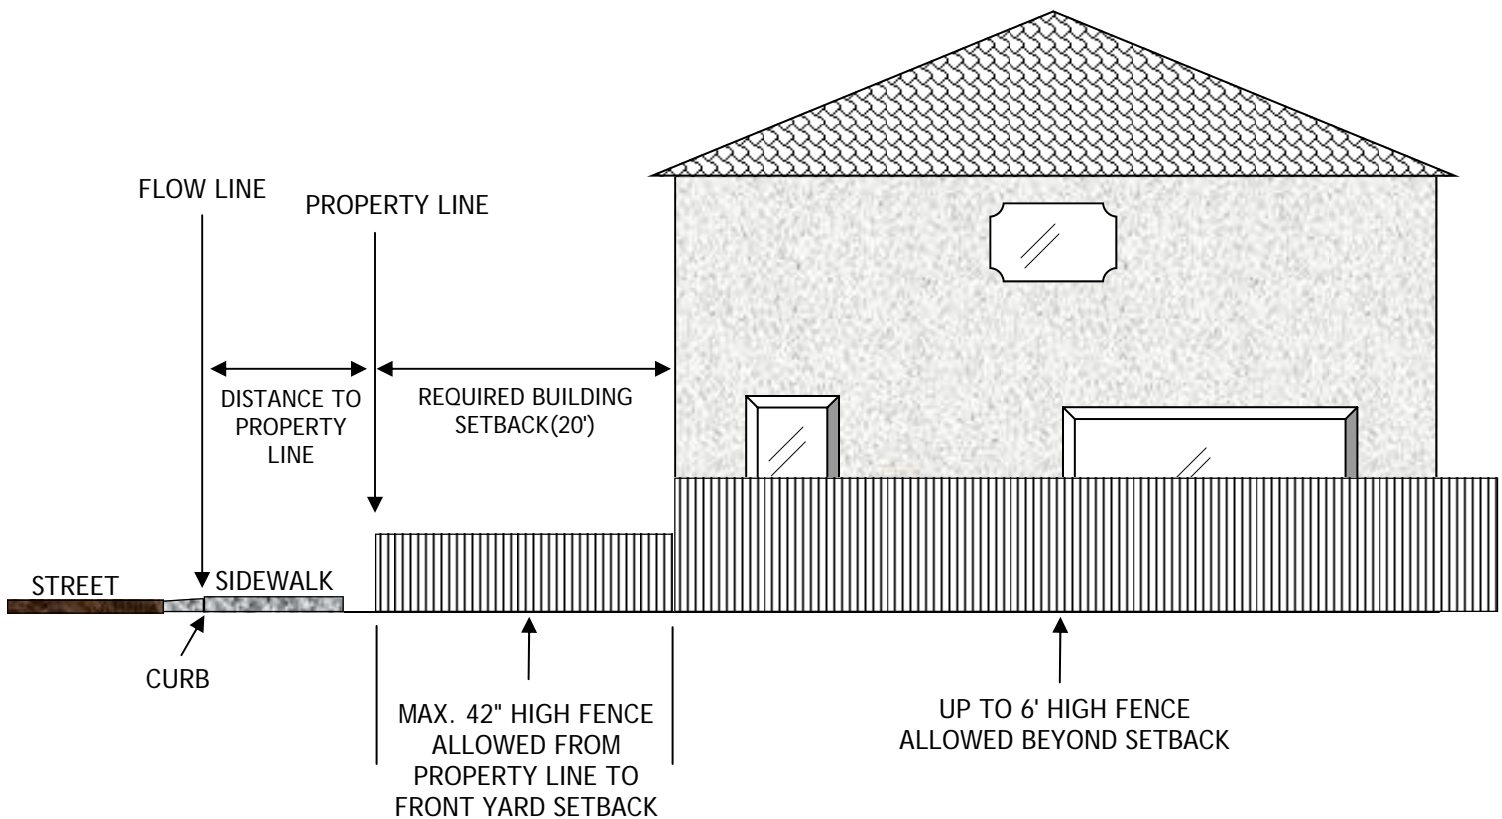 FLOW LINE
PROPERTY LINE
DISTANCE TO
PROPERTY
LINE
REQUIRED BUILDING
SETBACK(20')
STREET
SIDEWALK
CURB
MAX. 42" HIGH FENCE
ALLOWED FROM
PROPERTY LINE TO
FRONT YARD SETBACK
UP TO 6' HIGH FENCE
ALLOWED BEYOND SETBACK